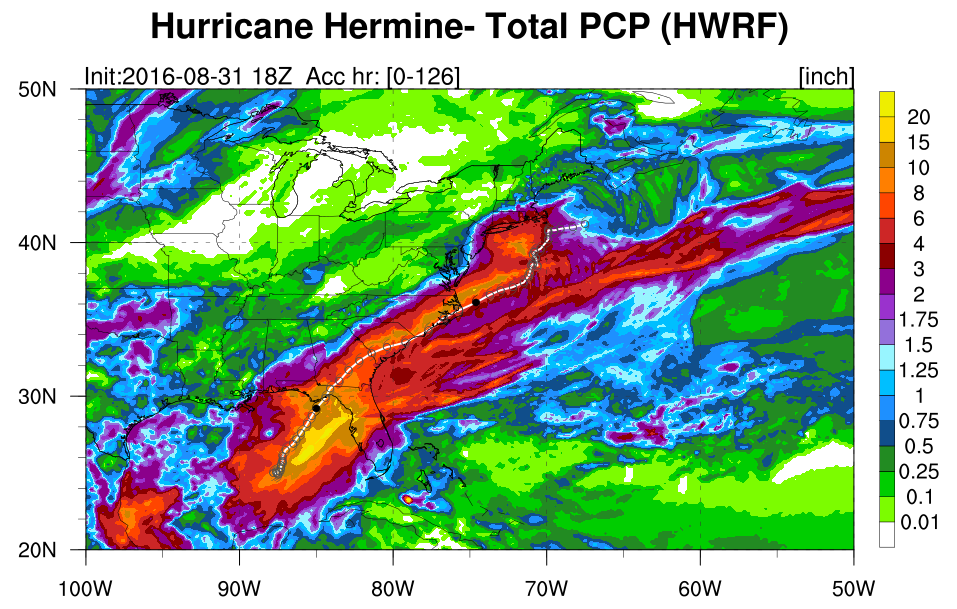 Hurricane Hermine- Total PCP (HWRF)
Init:2016-08-31 18Z  Acc hr: [0-126] [inch]
50N
40N
30N
20N
100W 90W 80W 70W 60W 50W
20
15
10
8
6
4
3
2
1.75
1.5
1.25
1
0.75
0.5
0.25
0.1
0.01